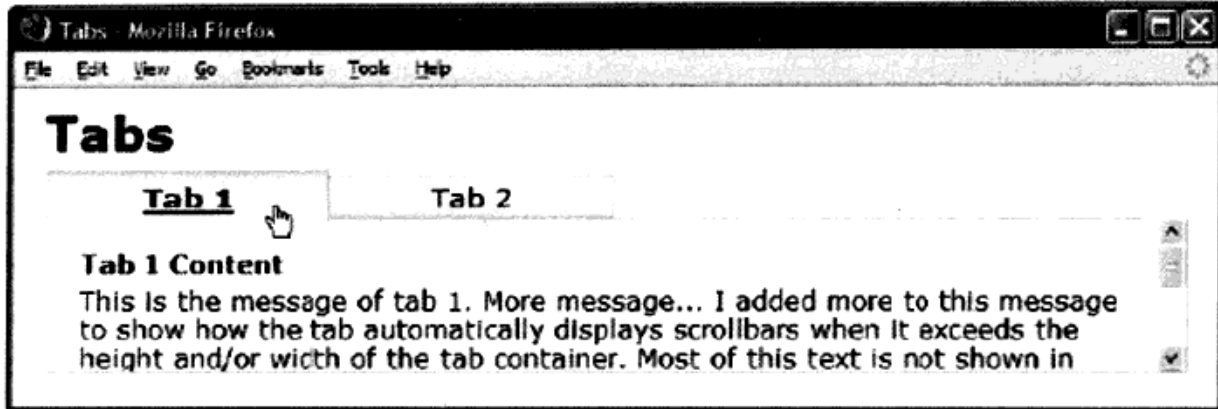 Tabs - Mozilla Firefox
File Edit View Go Bookmarks Tools Help
Tabs
Tab 1 Tab 2
Tab 1 Content
This is the message of tab 1. More message... I added more to this message
to show how the tab automatically displays scrollbars when it exceeds the
height and/or width of the tab container. Most of this text is not shown in